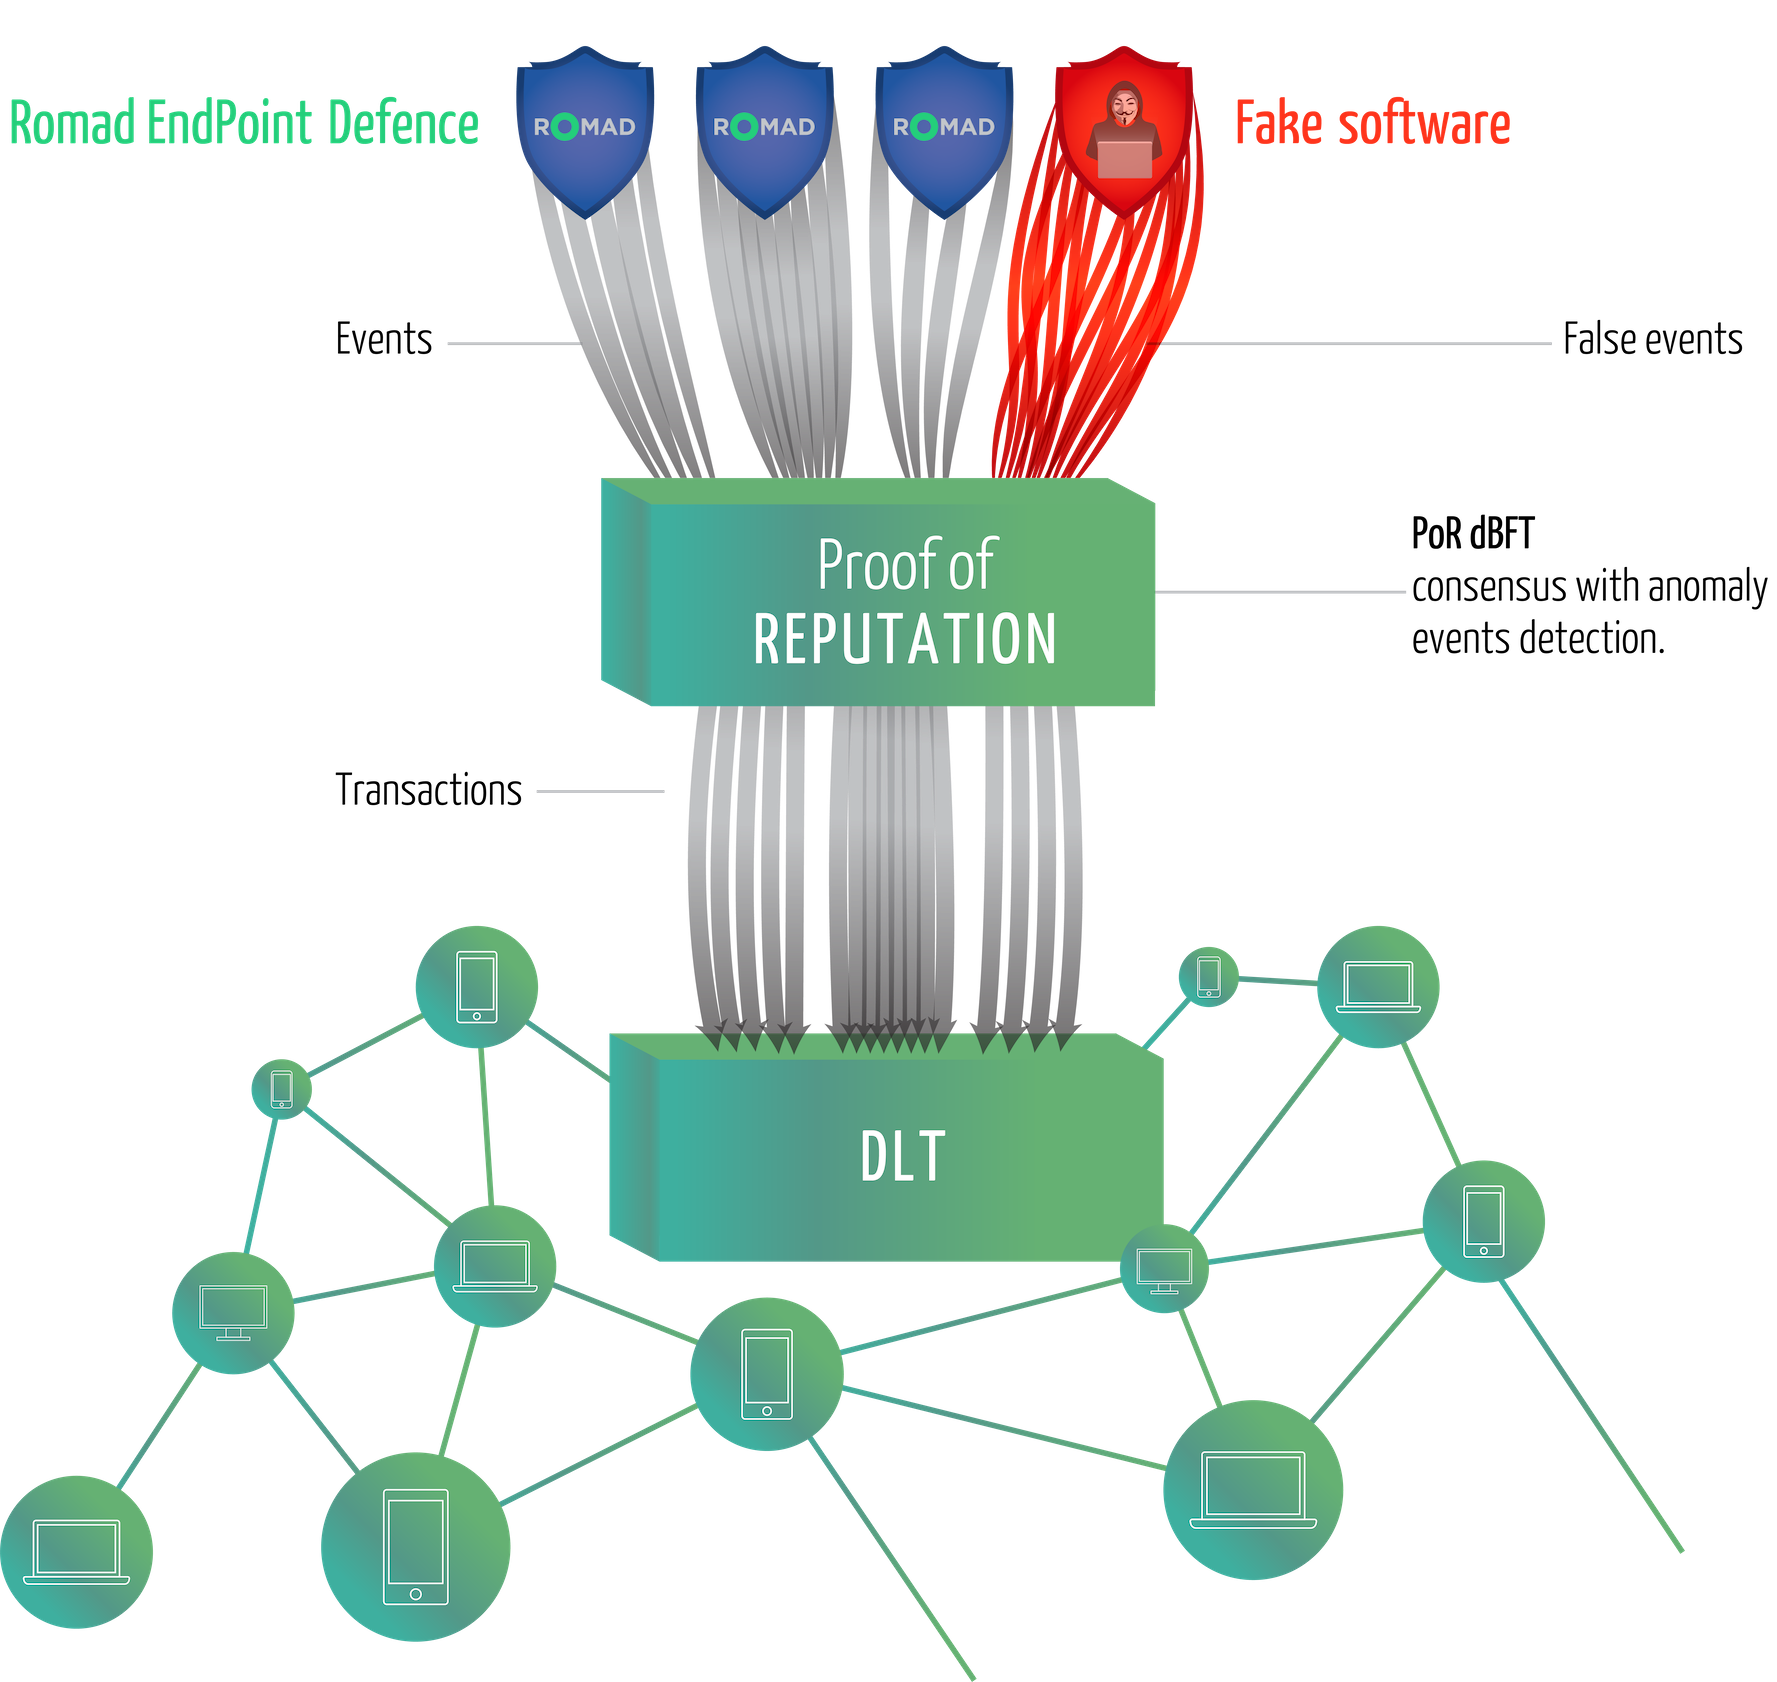 Romad EndPoint Defence
ROMAD
ROMAD
ROMAD
Fake software
Events
False events
Proof of
REPUTATION
PoR dBFT
consensus with anomaly
events detection.
Transactions
DLT